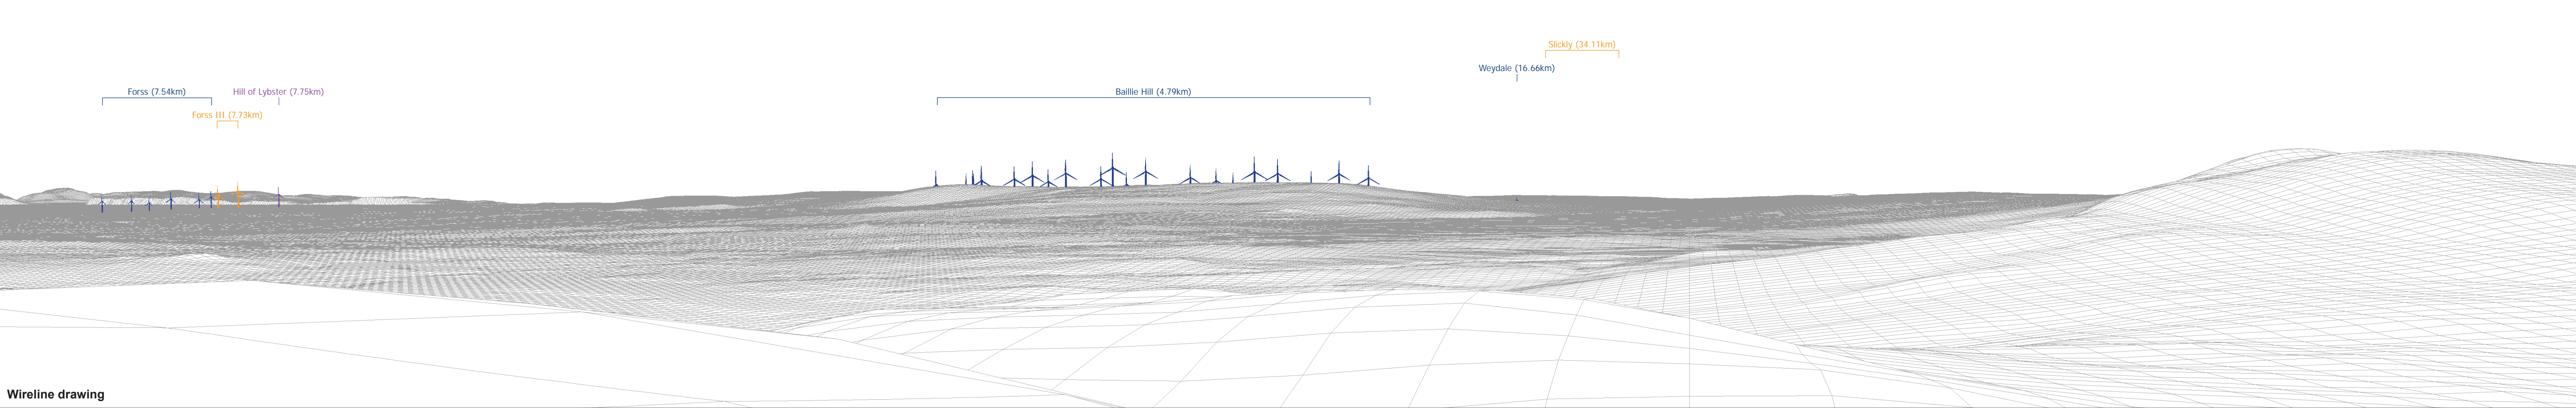 Slickly (34.11km)
Weydale (16.66km)
Forss (7.54km)
Hill of Lybster (7.75km)
Baillie Hill (4.79km)
Forss III (7.73km)
Wireline drawing